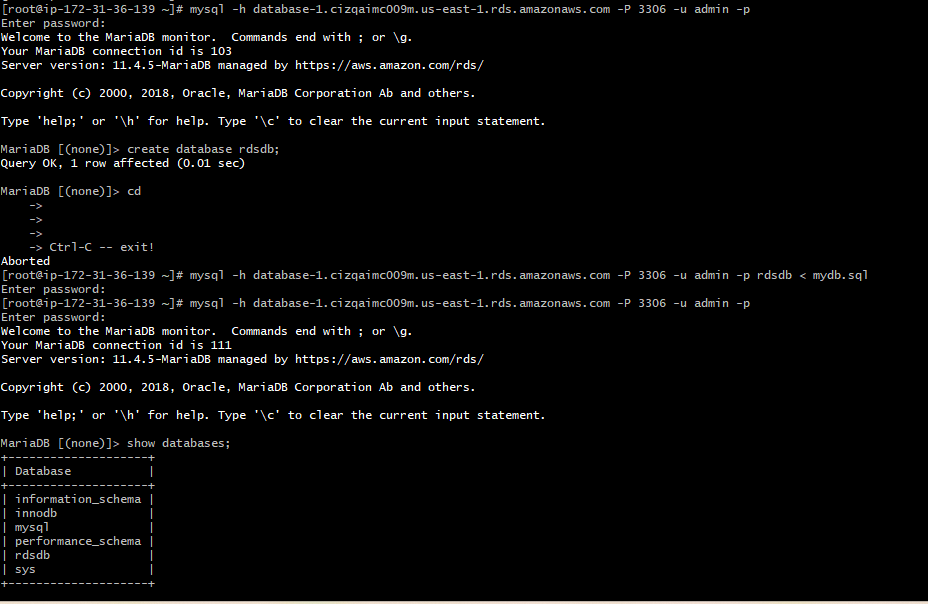 [root@ip-172-31-36-139 ~]# mysql -h database-1.cizqaimc009m.us-east-1.rds.amazonaws.com -P 3306 -u admin -p
Enter password:
Welcome to the MariaDB monitor.  Commands end with ; or \g.
Your MariaDB connection id is 103
Server version: 11.4.5-MariaDB managed by https://aws.amazon.com/rds/
Copyright (c) 2000, 2018, Oracle, MariaDB Corporation Ab and others.
Type 'help;' or '\h' for help. Type '\c' to clear the current input statement.
MariaDB [(none)]> create database rdsdb;
Query OK, 1 row affected (0.01 sec)
MariaDB [(none)]> cd
    ->
    ->
    ->
    -> Ctrl-C -- exit!
Aborted
[root@ip-172-31-36-139 ~]# mysql -h database-1.cizqaimc009m.us-east-1.rds.amazonaws.com -P 3306 -u admin -p rdsdb < mydb.sql
Enter password:
[root@ip-172-31-36-139 ~]# mysql -h database-1.cizqaimc009m.us-east-1.rds.amazonaws.com -P 3306 -u admin -p
Enter password:
Welcome to the MariaDB monitor.  Commands end with ; or \g.
Your MariaDB connection id is 111
Server version: 11.4.5-MariaDB managed by https://aws.amazon.com/rds/
Copyright (c) 2000, 2018, Oracle, MariaDB Corporation Ab and others.
Type 'help;' or '\h' for help. Type '\c' to clear the current input statement.
MariaDB [(none)]> show databases;
+--------------------+
| Database           |
+--------------------+
| information_schema |
| innodb             |
| mysql              |
| performance_schema |
| rdsdb              |
| sys                |
+--------------------+